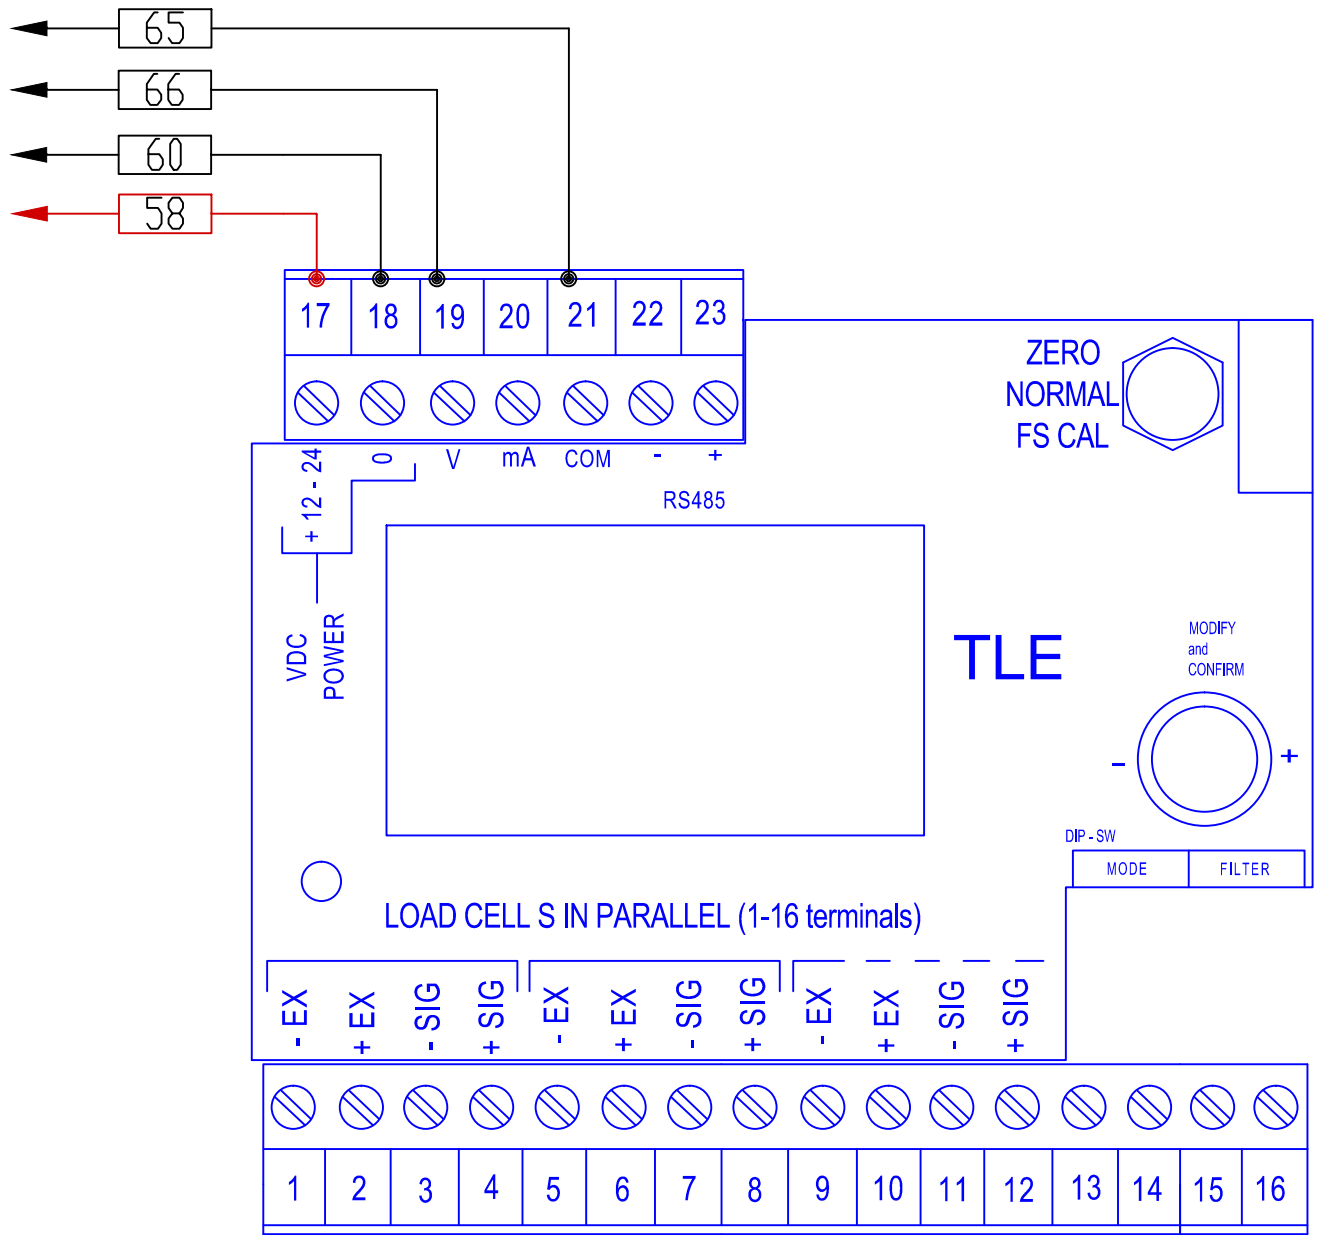 65
66
60
58
17 18 19 20 21 22 23
ZERO
NORMAL
FS CAL
+ 12 - 24 0 V mA COM - +
RS485
VDC
POWER
TLE
MODIFY
and
CONFIRM
- +
DIP - SW
MODE FILTER
LOAD CELL S IN PARALLEL (1-16 terminals)
- EX + EX - SIG + SIG - EX + EX - SIG + SIG - EX + EX - SIG + SIG
1 2 3 4 5 6 7 8 9 10 11 12 13 14 15 16